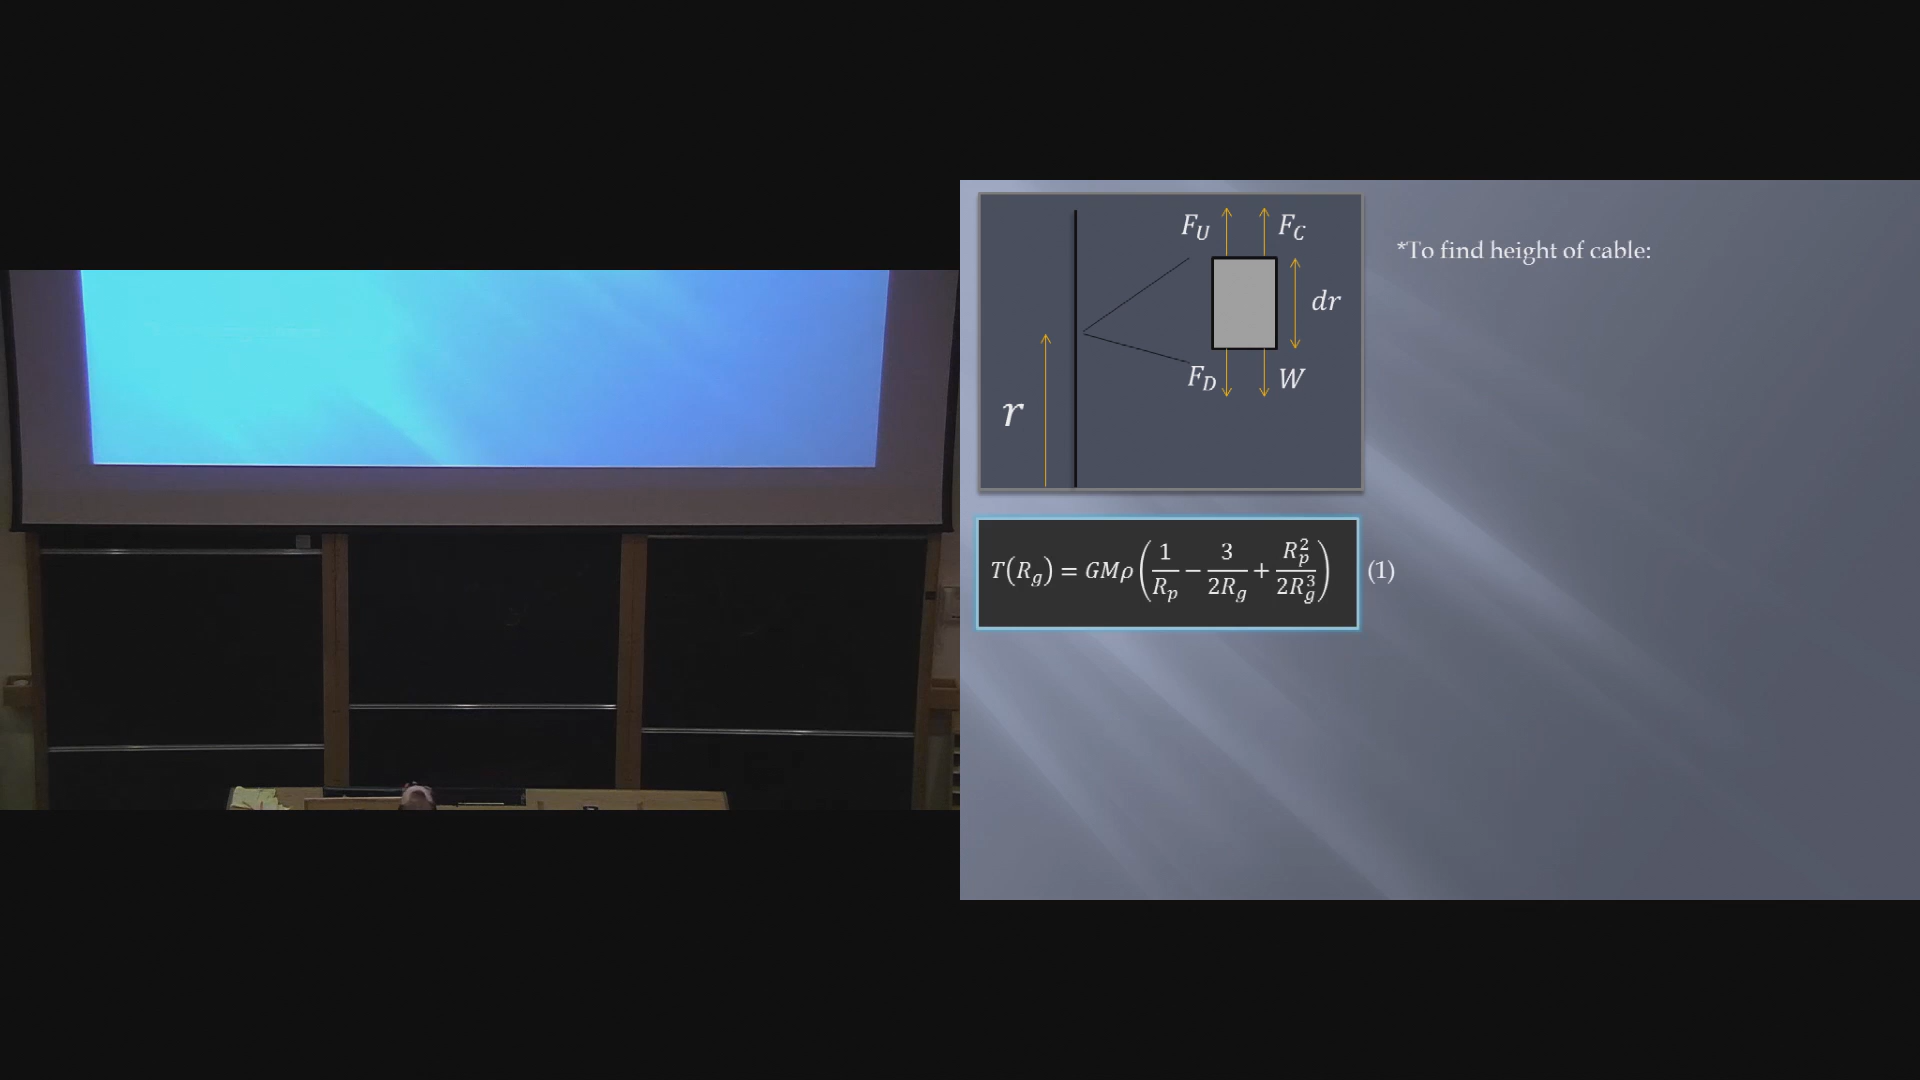 F_U F_C
dr
F_D W
r
*To find height of cable:
T(R_g) = GMρ(1/R_p − 3/2R_g + R_p^2/2R_g^3) (1)